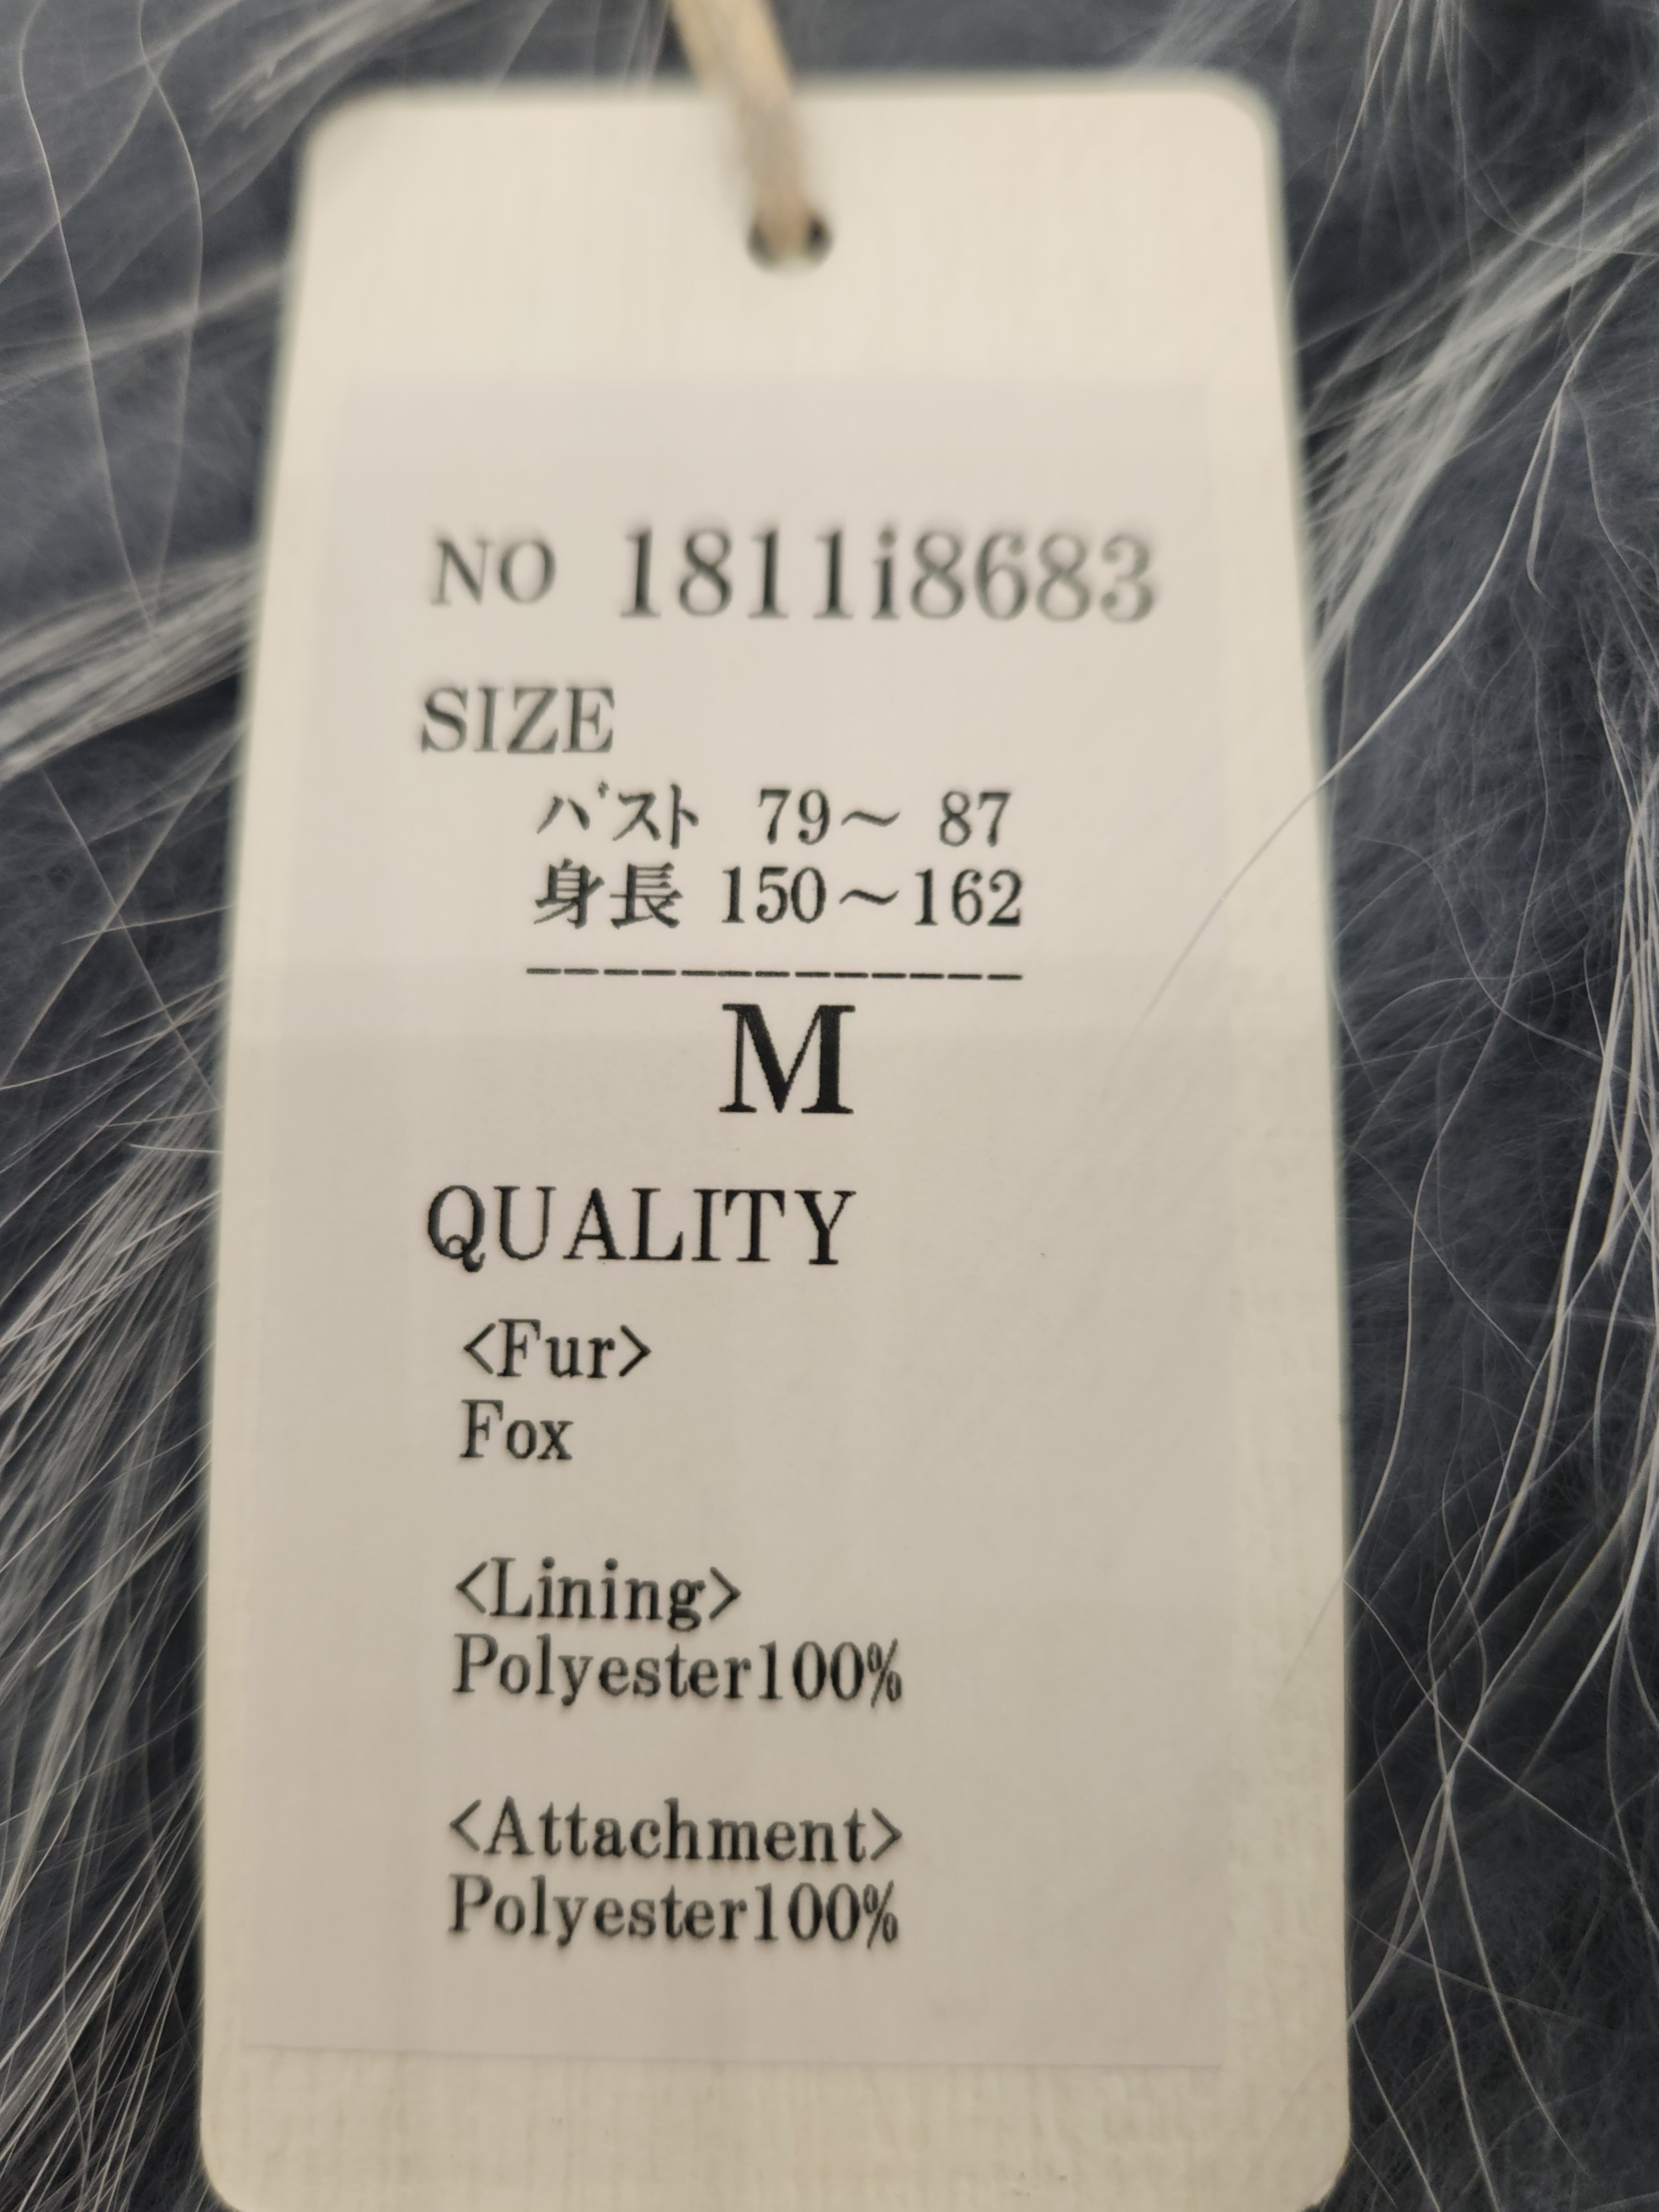 NO 1811i8683
SIZE
バスト 79～ 87
身長 150～162
--------------
M
QUALITY
<Fur>
Fox
<Lining>
Polyester100%
<Attachment>
Polyester100%